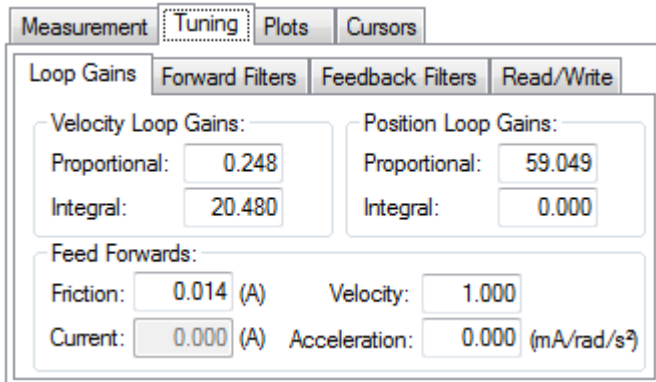 Measurement Tuning Plots Cursors
Loop Gains Forward Filters Feedback Filters Read/Write
Velocity Loop Gains: Position Loop Gains:
Proportional: 0.248 Proportional: 59.049
Integral: 20.480 Integral: 0.000
Feed Forwards:
Friction: 0.014 (A) Velocity: 1.000
Current: 0.000 (A) Acceleration: 0.000 (mA/rad/s²)